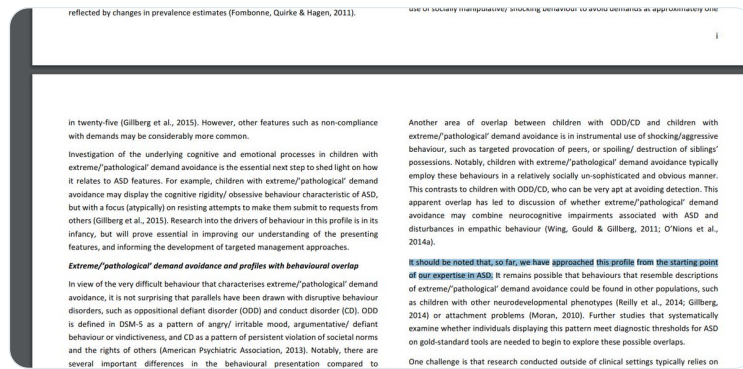 reflected by changes in prevalence estimates (Fombonne, Quirke & Hagen, 2011).
use of socially manipulative/ shocking behaviour to avoid demands at approximately one
i
in twenty-five (Gillberg et al., 2015). However, other features such as non-compliance
with demands may be considerably more common.
Investigation of the underlying cognitive and emotional processes in children with
extreme/'pathological' demand avoidance is the essential next step to shed light on how
it relates to ASD features. For example, children with extreme/'pathological' demand
avoidance may display the cognitive rigidity/ obsessive behaviour characteristic of ASD,
but with a focus (atypically) on resisting attempts to make them submit to requests from
others (Gillberg et al., 2015). Research into the drivers of behaviour in this profile is in its
infancy, but will prove essential in improving our understanding of the presenting
features, and informing the development of targeted management approaches.
Extreme/'pathological' demand avoidance and profiles with behavioural overlap
In view of the very difficult behaviour that characterises extreme/'pathological' demand
avoidance, it is not surprising that parallels have been drawn with disruptive behaviour
disorders, such as oppositional defiant disorder (ODD) and conduct disorder (CD). ODD
is defined in DSM-5 as a pattern of angry/ irritable mood, argumentative/ defiant
behaviour or vindictiveness, and CD as a pattern of persistent violation of societal norms
and the rights of others (American Psychiatric Association, 2013). Notably, there are
several important differences in the behavioural presentation compared to
Another area of overlap between children with ODD/CD and children with
extreme/'pathological' demand avoidance is in instrumental use of shocking/aggressive
behaviour, such as targeted provocation of peers, or spoiling/ destruction of siblings'
possessions. Notably, children with extreme/'pathological' demand avoidance typically
employ these behaviours in a relatively socially un-sophisticated and obvious manner.
This contrasts to children with ODD/CD, who can be very apt at avoiding detection. This
apparent overlap has led to discussion of whether extreme/'pathological' demand
avoidance may combine neurocognitive impairments associated with ASD and
disturbances in empathic behaviour (Wing, Gould & Gillberg, 2011; O'Nions et al.,
2014a).
It should be noted that, so far, we have approached this profile from the starting point
of our expertise in ASD. It remains possible that behaviours that resemble descriptions
of extreme/'pathological' demand avoidance could be found in other populations, such
as children with other neurodevelopmental phenotypes (Reilly et al., 2014; Gillberg,
2014) or attachment problems (Moran, 2010). Further studies that systematically
examine whether individuals displaying this pattern meet diagnostic thresholds for ASD
on gold-standard tools are needed to begin to explore these possible overlaps.
One challenge is that research conducted outside of clinical settings typically relies on